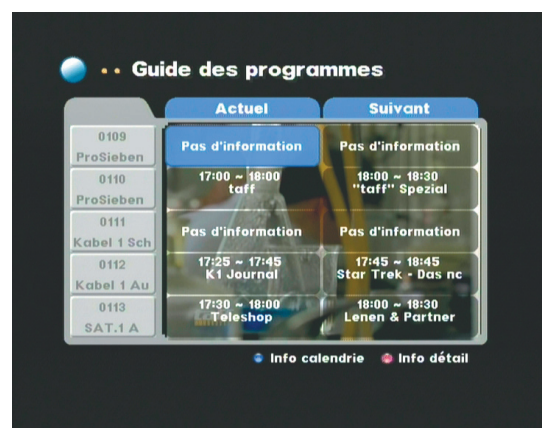 Guide des programmes
Actuel Suivant
0109
ProSieben
Pas d'information Pas d'information
0110
ProSieben
17:00 ~ 18:00
taff
18:00 ~ 18:30
"taff" Spezial
0111
Kabel 1 Sch
Pas d'information Pas d'information
0112
Kabel 1 Au
17:25 ~ 17:45
K1 Journal
17:45 ~ 18:45
Star Trek - Das nc
0113
SAT.1 A
17:30 ~ 18:00
Teleshop
18:00 ~ 18:30
Lenen & Partner
Info calendrie Info détail